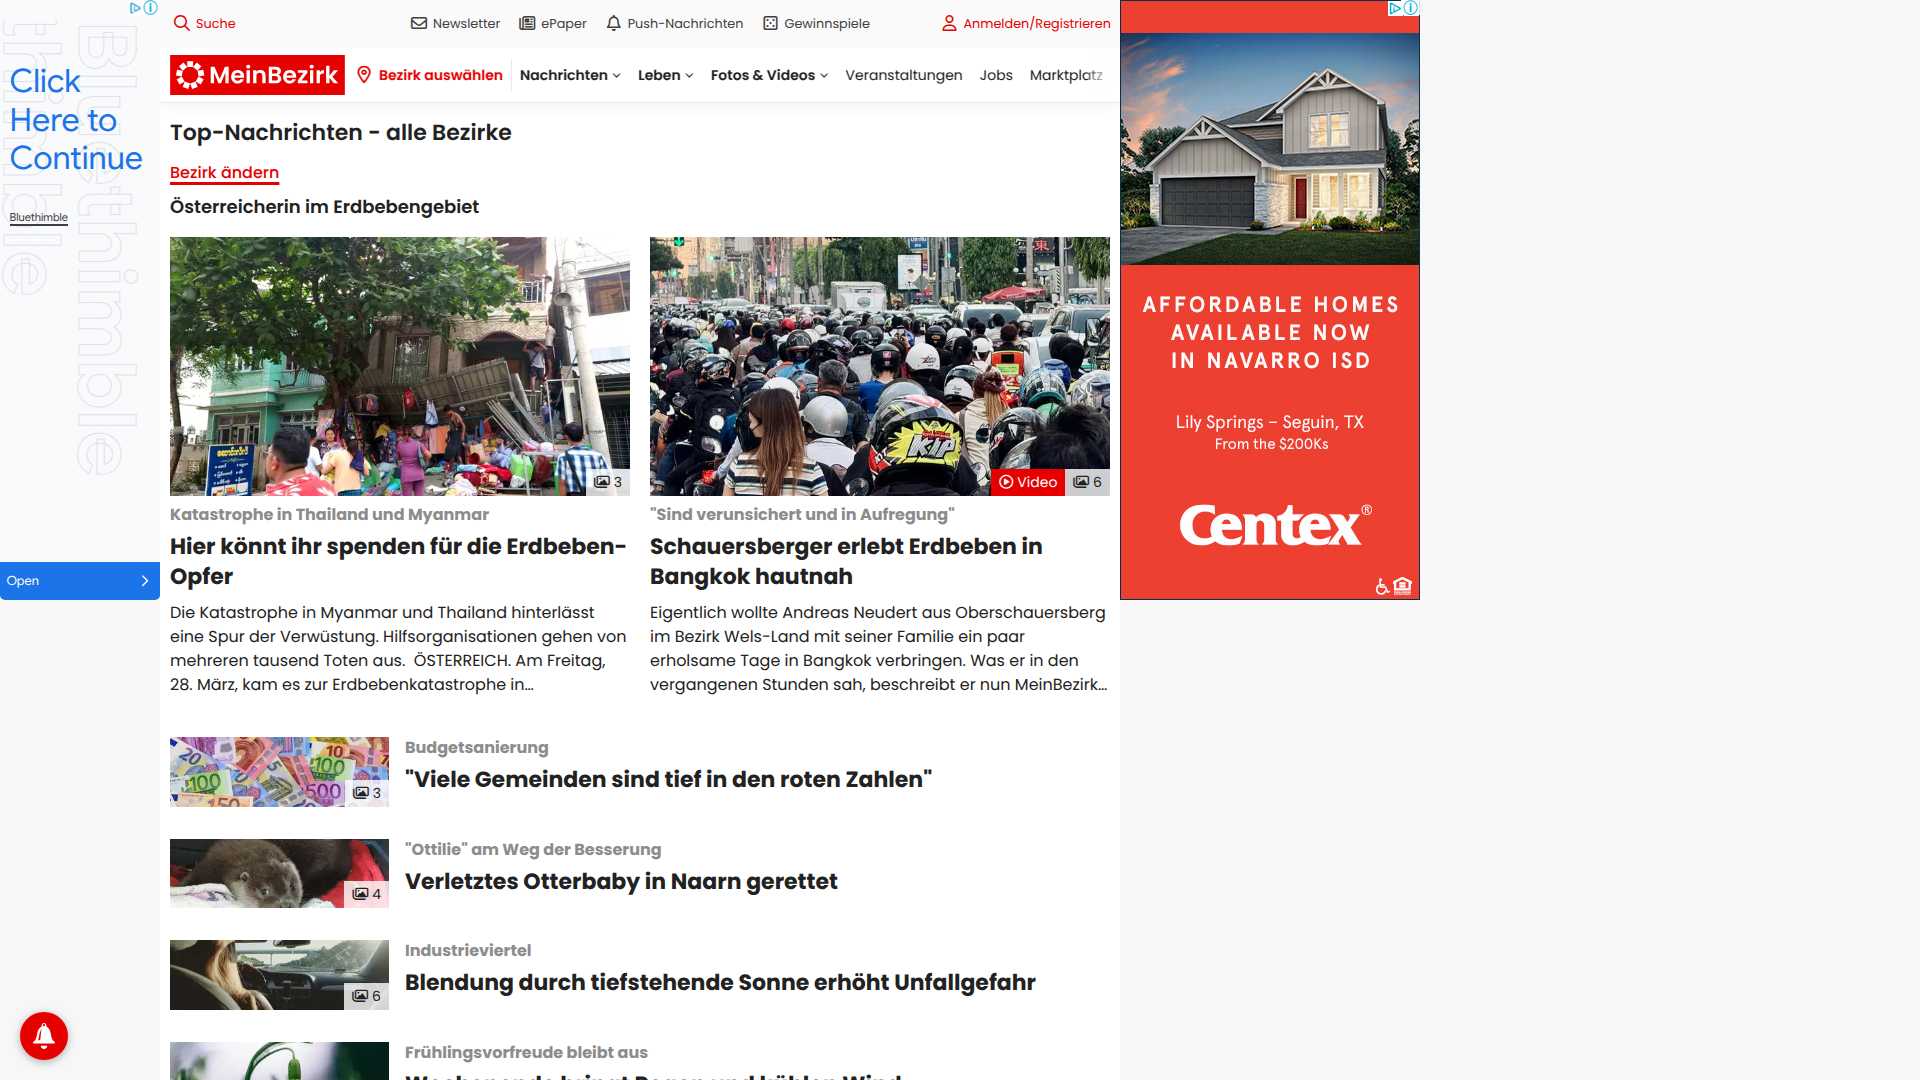 Suche
Newsletter
ePaper
Push-Nachrichten
Gewinnspiele
Anmelden/Registrieren
MeinBezirk
Bezirk auswählen
Nachrichten
Leben
Fotos & Videos
Veranstaltungen
Jobs
Marktplatz
Click
Here to
Continue
Bluethimble
Bluethimble
Open
Top-Nachrichten - alle Bezirke
Bezirk ändern
Österreicherin im Erdbebengebiet
3
Katastrophe in Thailand und Myanmar
Hier könnt ihr spenden für die Erdbeben-
Opfer
Die Katastrophe in Myanmar und Thailand hinterlässt
eine Spur der Verwüstung. Hilfsorganisationen gehen von
mehreren tausend Toten aus. ÖSTERREICH. Am Freitag,
28. März, kam es zur Erdbebenkatastrophe in...
KiP
Video
6
"Sind verunsichert und in Aufregung"
Schauersberger erlebt Erdbeben in
Bangkok hautnah
Eigentlich wollte Andreas Neudert aus Oberschauersberg
im Bezirk Wels-Land mit seiner Familie ein paar
erholsame Tage in Bangkok verbringen. Was er in den
vergangenen Stunden sah, beschreibt er nun MeinBezirk...
3
Budgetsanierung
"Viele Gemeinden sind tief in den roten Zahlen"
4
"Ottilie" am Weg der Besserung
Verletztes Otterbaby in Naarn gerettet
6
Industrieviertel
Blendung durch tiefstehende Sonne erhöht Unfallgefahr
Frühlingsvorfreude bleibt aus
Wochenende bringt Regen und kühlen Wind
AFFORDABLE HOMES
AVAILABLE NOW
IN NAVARRO ISD
Lily Springs – Seguin, TX
From the $200Ks
Centex®